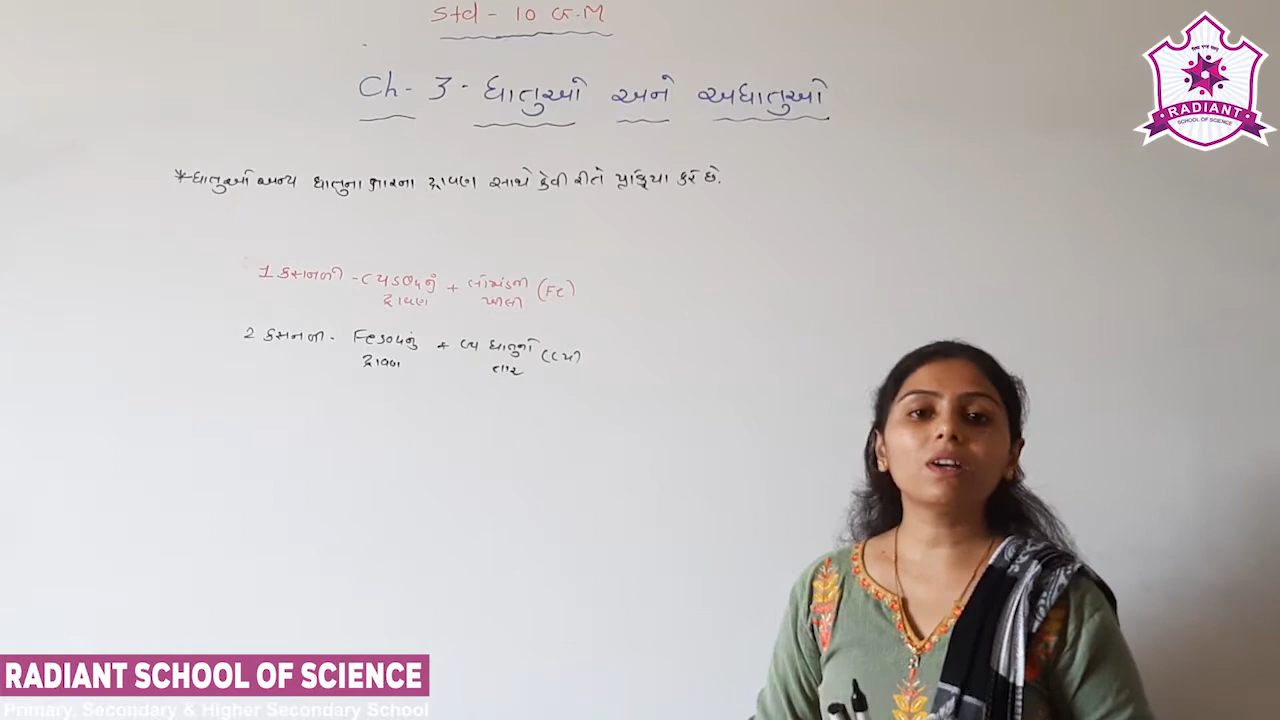 Std - 10 G.M
Ch - 3 - ધાતુઓ અને અધાતુઓ
* ધાતુઓ અન્ય ધાતુના ક્ષારના દ્રાવણ સાથે કેવી રીતે પ્રક્રિયા કરે છે.
1 કસનળી - CuSO4નું દ્રાવણ + લોખંડની ખીલી (Fe)
2 કસનળી - FeSO4નું દ્રાવણ + Cu ધાતુનો તાર (Cu)
RADIANT
SCHOOL OF SCIENCE
RADIANT SCHOOL OF SCIENCE
Primary, Secondary & Higher Secondary School